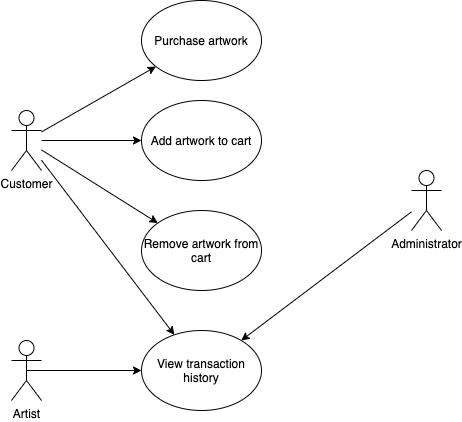 Purchase artwork
Customer
Add artwork to cart
Administrator
Remove artwork from
cart
Artist
View transaction
history